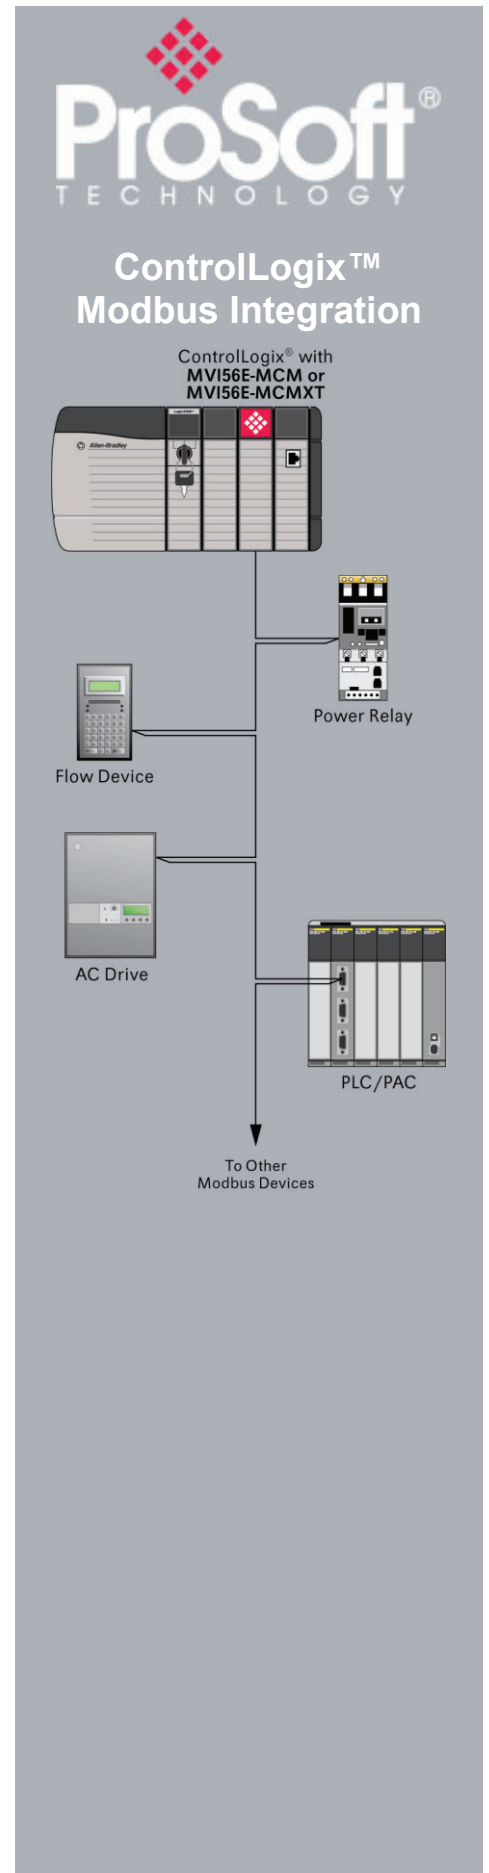 ProSoft®
TECHNOLOGY
ControlLogix™
Modbus Integration
ControlLogix® with
MVI56E-MCM or
MVI56E-MCMXT
Allen-Bradley
Power Relay
Flow Device
AC Drive
PLC/PAC
To Other
Modbus Devices